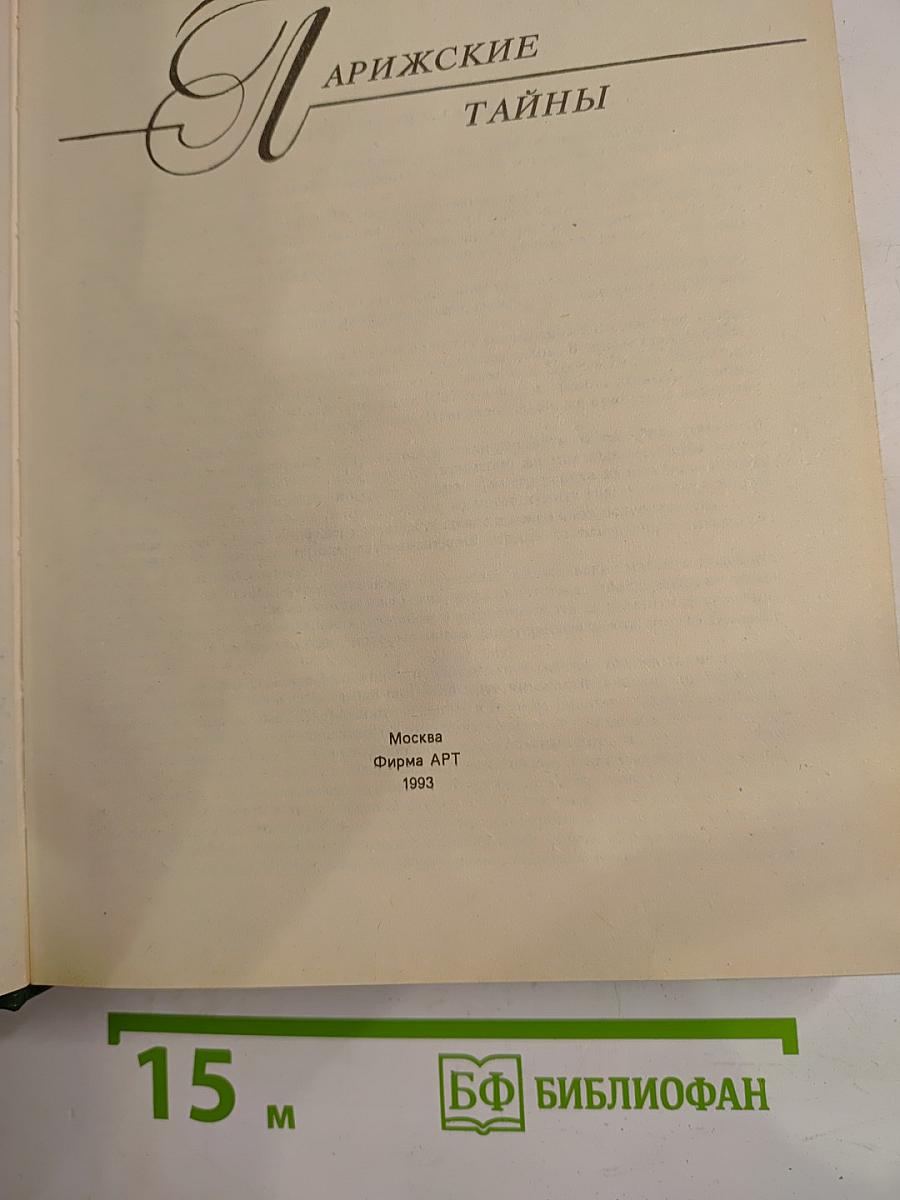 ПАРИЖСКИЕ
ТАЙНЫ
Москва
Фирма АРТ
1993
15 м
БФ БИБЛИОФАН